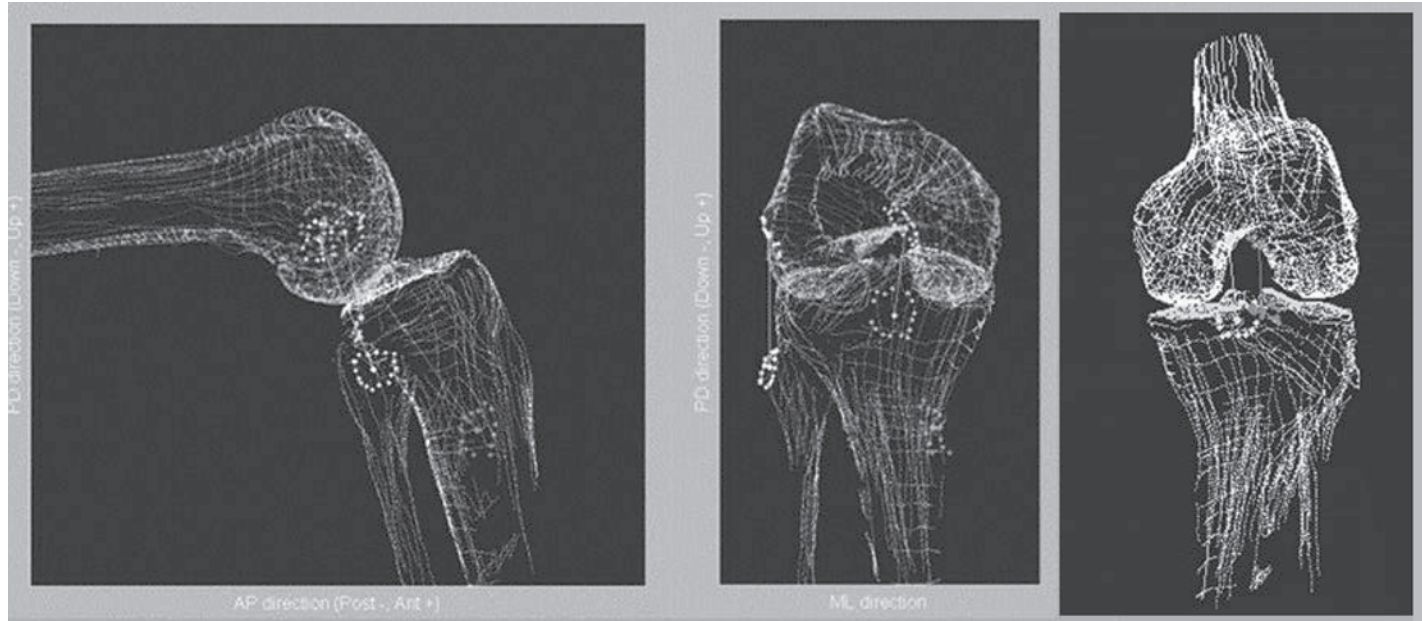 PD direction (Down -, Up +)
AP direction (Post -, Ant +)
PD direction (Down -, Up +)
ML direction